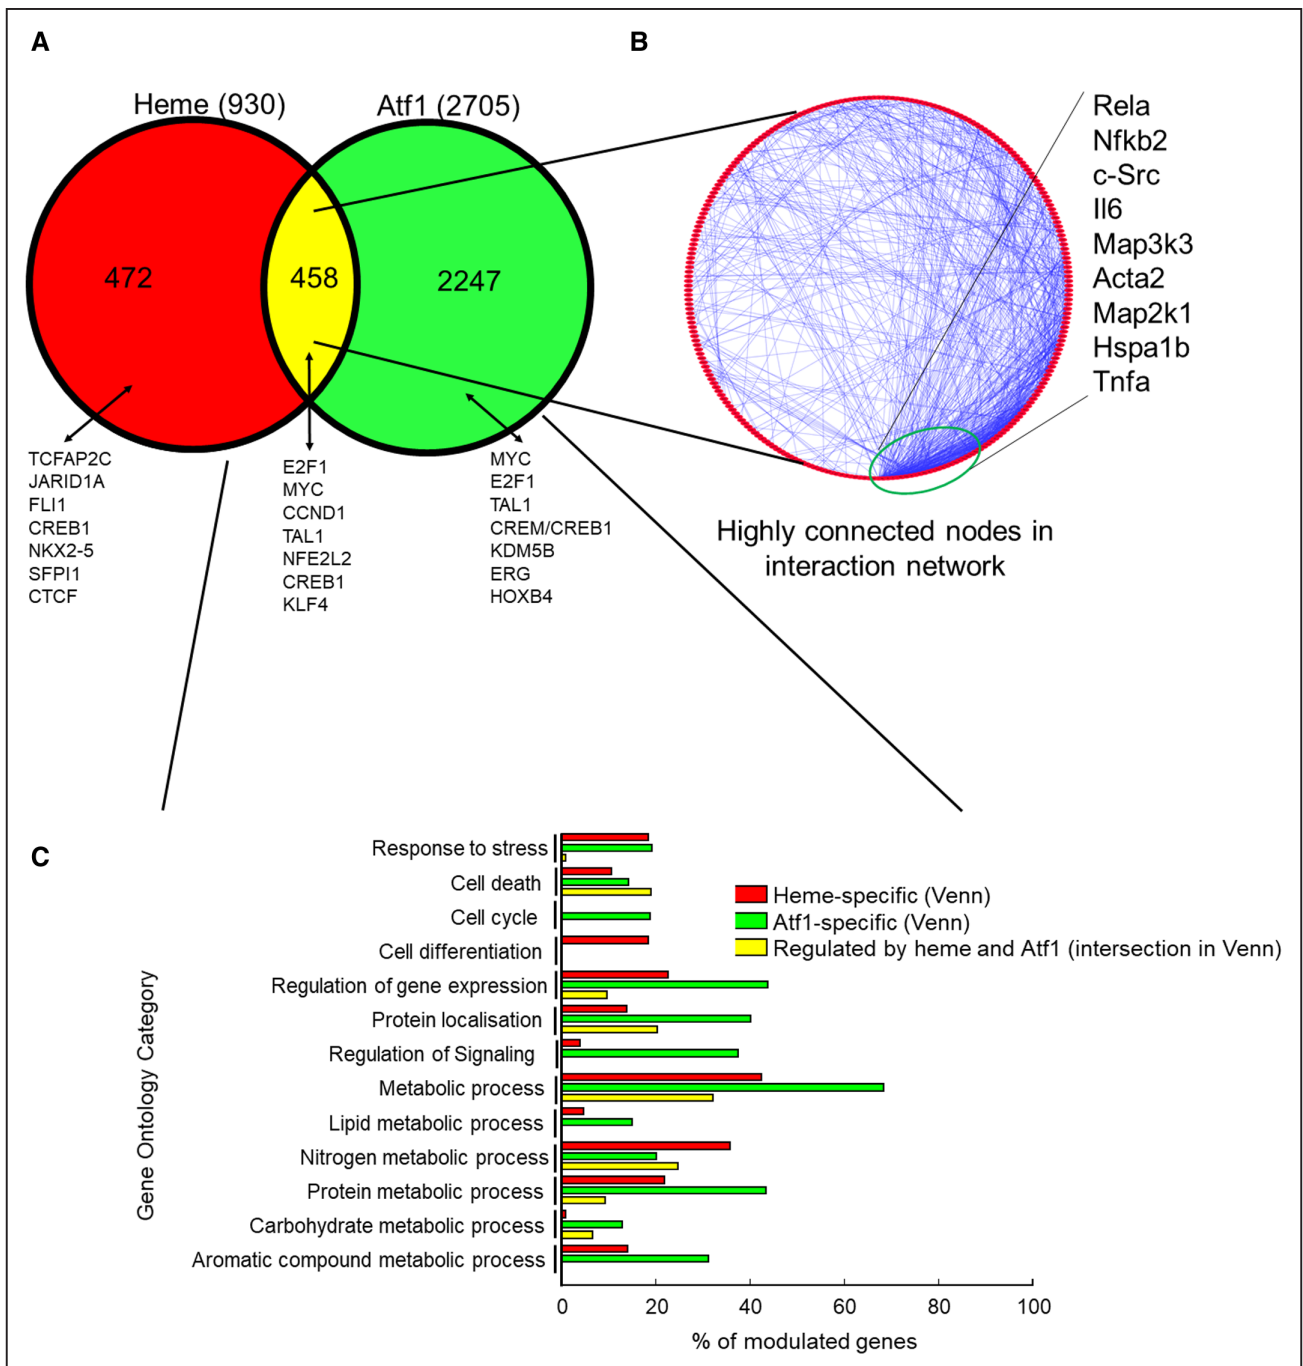 A
B
Heme (930)
Atf1 (2705)
472
458
2247
TCFAP2C
JARID1A
FLI1
CREB1
NKX2-5
SFPI1
CTCF
E2F1
MYC
CCND1
TAL1
NFE2L2
CREB1
KLF4
MYC
E2F1
TAL1
CREM/CREB1
KDM5B
ERG
HOXB4
Rela
Nfkb2
c-Src
Il6
Map3k3
Acta2
Map2k1
Hspa1b
Tnfa
Highly connected nodes in
interaction network
C
Gene Ontology Category
Response to stress
Cell death
Cell cycle
Cell differentiation
Regulation of gene expression
Protein localisation
Regulation of Signaling
Metabolic process
Lipid metabolic process
Nitrogen metabolic process
Protein metabolic process
Carbohydrate metabolic process
Aromatic compound metabolic process
Heme-specific (Venn)
Atf1-specific (Venn)
Regulated by heme and Atf1 (intersection in Venn)
0 20 40 60 80 100
% of modulated genes